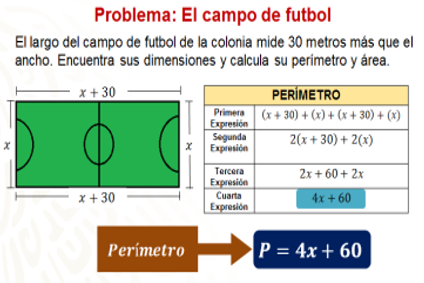 Problema: El campo de futbol
El largo del campo de futbol de la colonia mide 30 metros más que el
ancho. Encuentra sus dimensiones y calcula su perímetro y área.
x + 30
x
x
x + 30
PERÍMETRO
Primera Expresión (x + 30) + (x) + (x + 30) + (x)
Segunda Expresión 2(x + 30) + 2(x)
Tercera Expresión 2x + 60 + 2x
Cuarta Expresión 4x + 60
Perímetro
P = 4x + 60